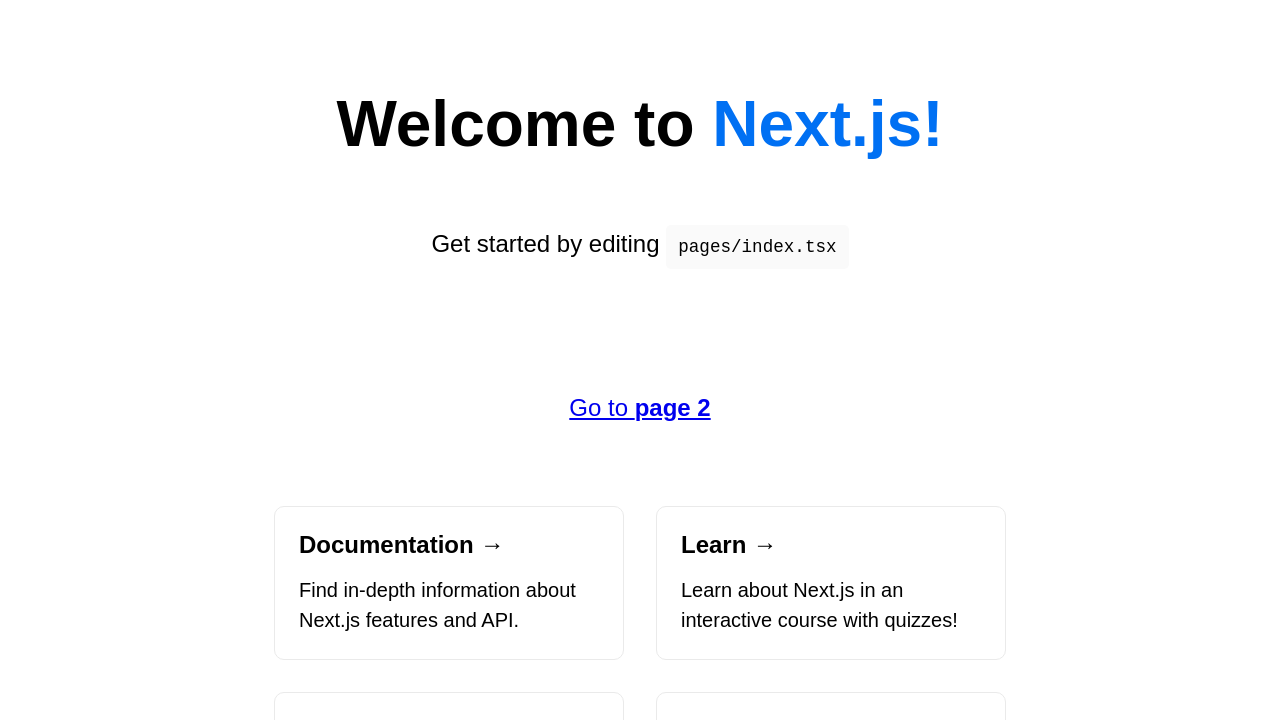 Welcome to Next.js!
Get started by editing pages/index.tsx
Go to page 2
Documentation →
Find in-depth information about
Next.js features and API.
Learn →
Learn about Next.js in an
interactive course with quizzes!